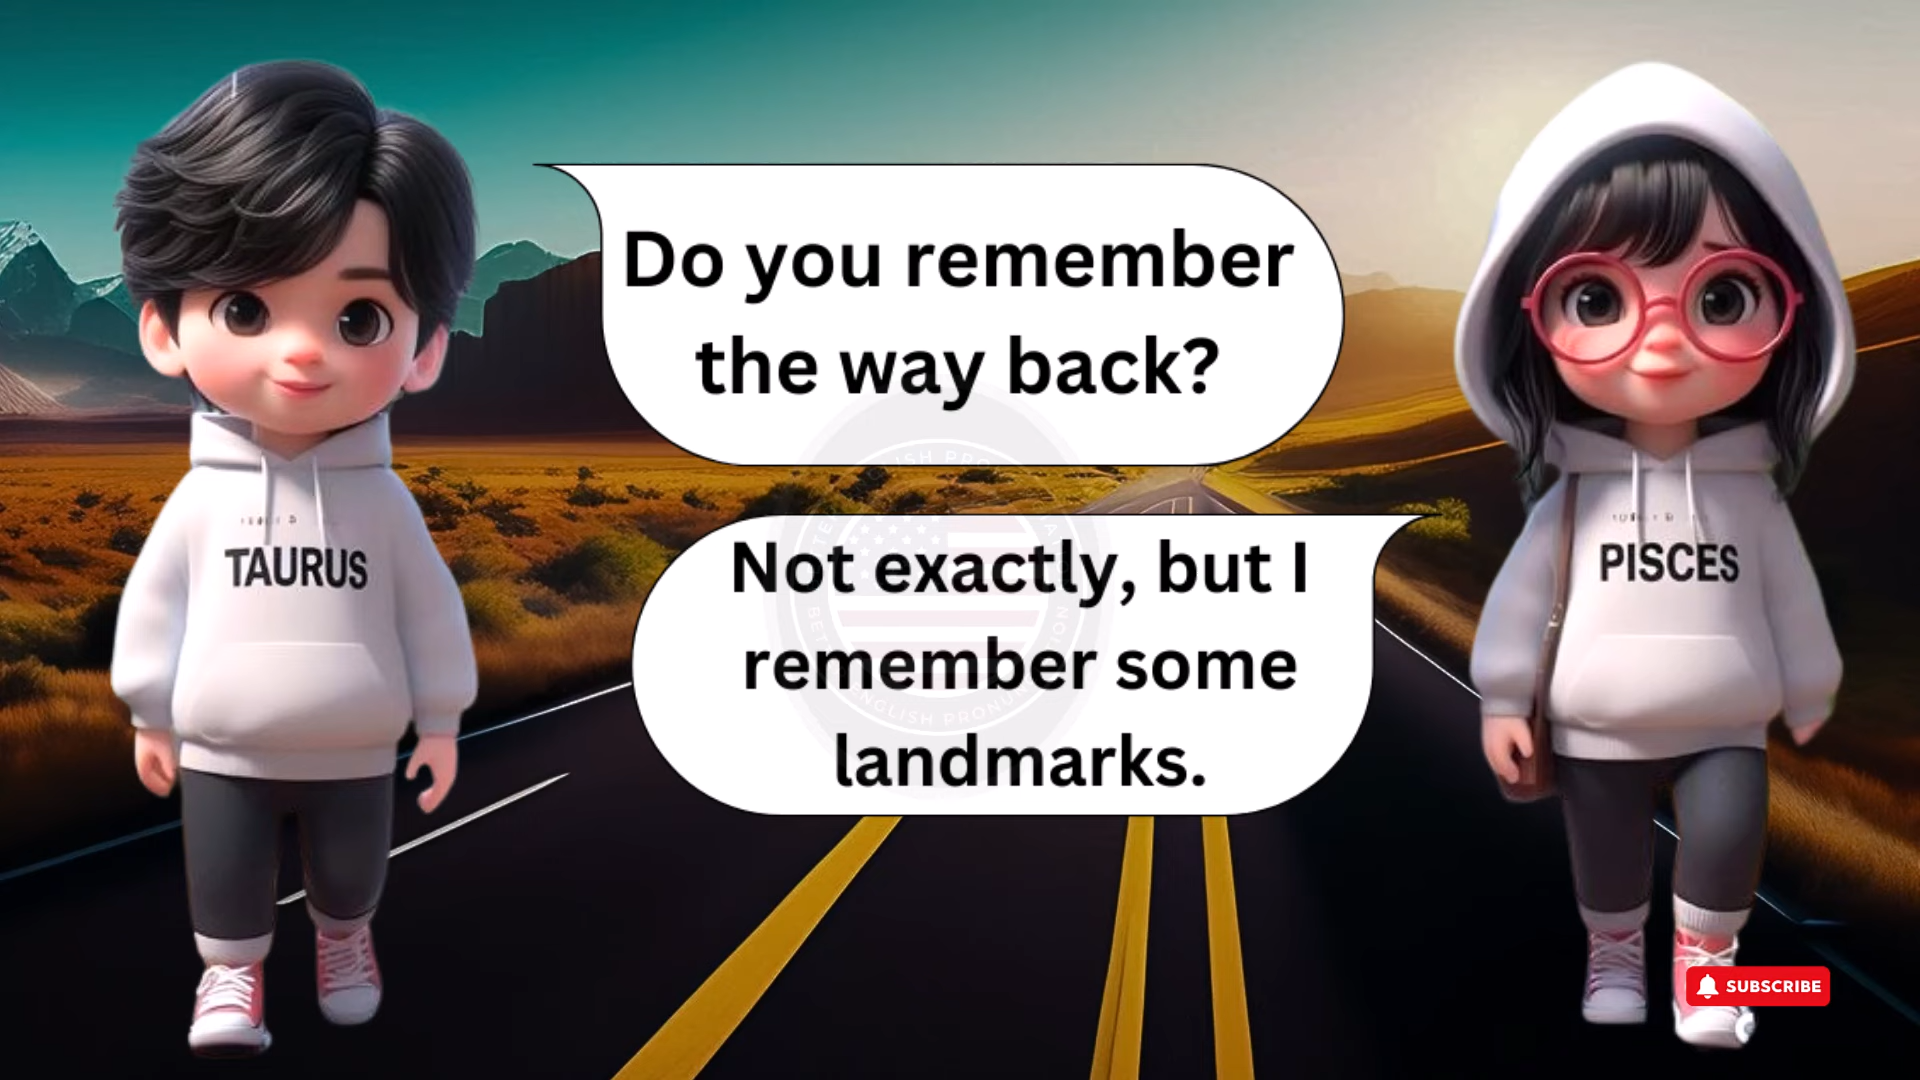 Do you remember
the way back?
Not exactly, but I
remember some
landmarks.
TAURUS
PISCES
SUBSCRIBE